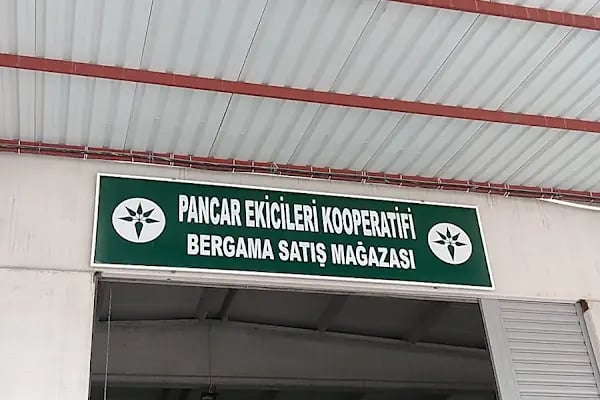 PANCAR EKİCİLERİ KOOPERATİFİ
BERGAMA SATIŞ MAĞAZASI